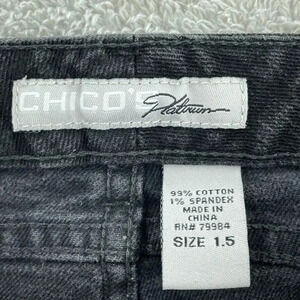 CHICO'S Platinum
99% COTTON
1% SPANDEX
MADE IN
CHINA
RN# 79984
SIZE 1.5